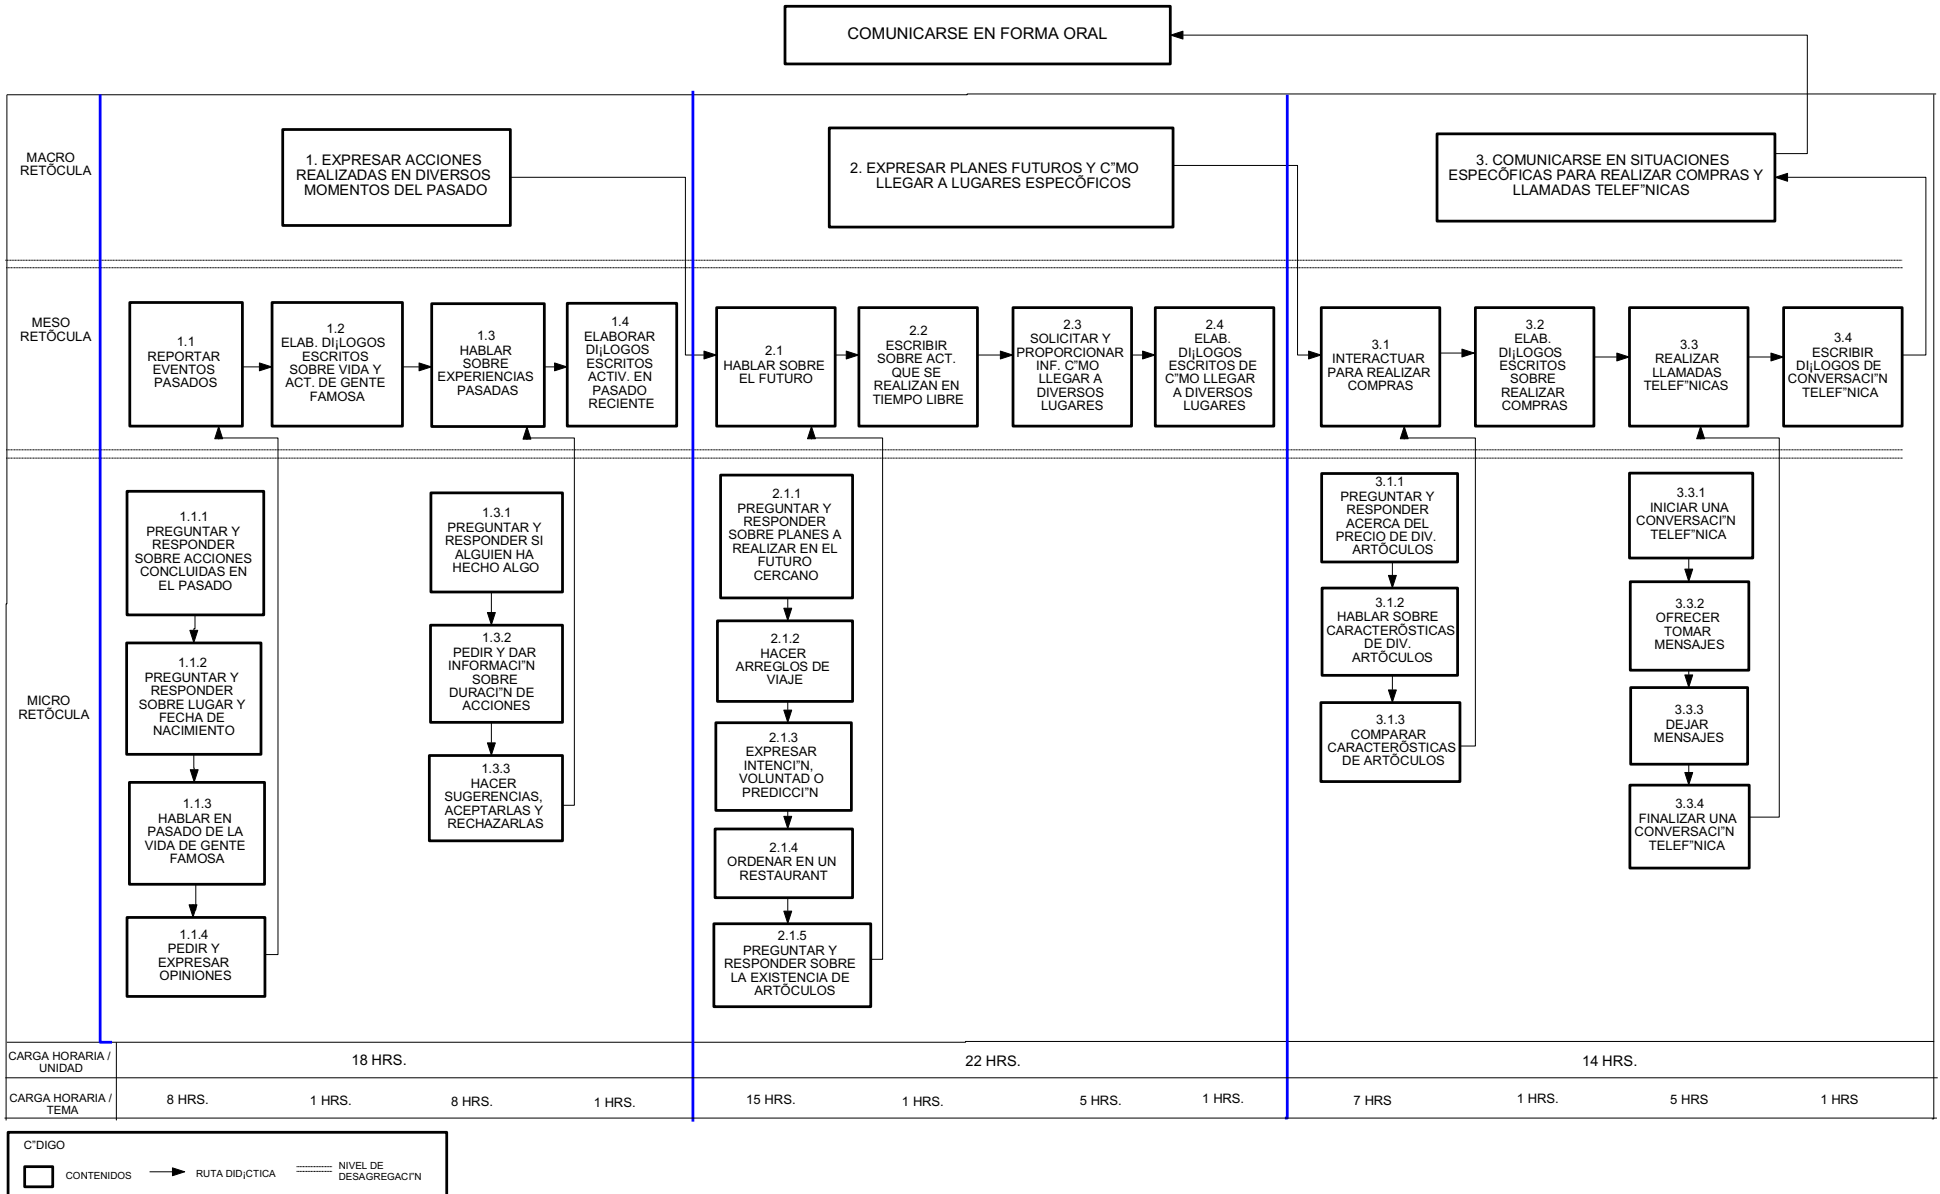 COMUNICARSE EN FORMA ORAL
MACRO
RETÕCULA
1. EXPRESAR ACCIONES
REALIZADAS EN DIVERSOS
MOMENTOS DEL PASADO
2. EXPRESAR PLANES FUTUROS Y C"MO
LLEGAR A LUGARES ESPECÕFICOS
3. COMUNICARSE EN SITUACIONES
ESPECÕFICAS PARA REALIZAR COMPRAS Y
LLAMADAS TELEF"NICAS
MESO
RETÕCULA
1.1
REPORTAR
EVENTOS
PASADOS
1.2
ELAB. DI¡LOGOS
ESCRITOS
SOBRE VIDA Y
ACT. DE GENTE
FAMOSA
1.3
HABLAR
SOBRE
EXPERIENCIAS
PASADAS
1.4
ELABORAR
DI¡LOGOS
ESCRITOS
ACTIV. EN
PASADO
RECIENTE
2.1
HABLAR SOBRE
EL FUTURO
2.2
ESCRIBIR
SOBRE ACT.
QUE SE
REALIZAN EN
TIEMPO LIBRE
2.3
SOLICITAR Y
PROPORCIONAR
INF. C"MO
LLEGAR A
DIVERSOS
LUGARES
2.4
ELAB.
DI¡LOGOS
ESCRITOS DE
C"MO LLEGAR
A DIVERSOS
LUGARES
3.1
INTERACTUAR
PARA REALIZAR
COMPRAS
3.2
ELAB.
DI¡LOGOS
ESCRITOS
SOBRE
REALIZAR
COMPRAS
3.3
REALIZAR
LLAMADAS
TELEF"NICAS
3.4
ESCRIBIR
DI¡LOGOS DE
CONVERSACI"N
TELEF"NICA
MICRO
RETÕCULA
1.1.1
PREGUNTAR Y
RESPONDER
SOBRE ACCIONES
CONCLUIDAS EN
EL PASADO
1.1.2
PREGUNTAR Y
RESPONDER
SOBRE LUGAR Y
FECHA DE
NACIMIENTO
1.1.3
HABLAR EN
PASADO DE LA
VIDA DE GENTE
FAMOSA
1.1.4
PEDIR Y
EXPRESAR
OPINIONES
1.3.1
PREGUNTAR Y
RESPONDER SI
ALGUIEN HA
HECHO ALGO
1.3.2
PEDIR Y DAR
INFORMACI"N
SOBRE
DURACI"N DE
ACCIONES
1.3.3
HACER
SUGERENCIAS,
ACEPTARLAS Y
RECHAZARLAS
2.1.1
PREGUNTAR Y
RESPONDER
SOBRE PLANES A
REALIZAR EN EL
FUTURO
CERCANO
2.1.2
HACER
ARREGLOS DE
VIAJE
2.1.3
EXPRESAR
INTENCI"N,
VOLUNTAD O
PREDICCI"N
2.1.4
ORDENAR EN UN
RESTAURANT
2.1.5
PREGUNTAR Y
RESPONDER SOBRE
LA EXISTENCIA DE
ARTÕCULOS
3.1.1
PREGUNTAR Y
RESPONDER
ACERCA DEL
PRECIO DE DIV.
ARTÕCULOS
3.1.2
HABLAR SOBRE
CARACTERÕSTICAS
DE DIV.
ARTÕCULOS
3.1.3
COMPARAR
CARACTERÕSTICAS
DE ARTÕCULOS
3.3.1
INICIAR UNA
CONVERSACI"N
TELEF"NICA
3.3.2
OFRECER
TOMAR
MENSAJES
3.3.3
DEJAR
MENSAJES
3.3.4
FINALIZAR UNA
CONVERSACI"N
TELEF"NICA
CARGA HORARIA /
UNIDAD
18 HRS.
22 HRS.
14 HRS.
CARGA HORARIA /
TEMA
8 HRS.
1 HRS.
8 HRS.
1 HRS.
15 HRS.
1 HRS.
5 HRS.
1 HRS.
7 HRS
1 HRS.
5 HRS
1 HRS
C"DIGO
CONTENIDOS
RUTA DID¡CTICA
NIVEL DE
DESAGREGACI"N